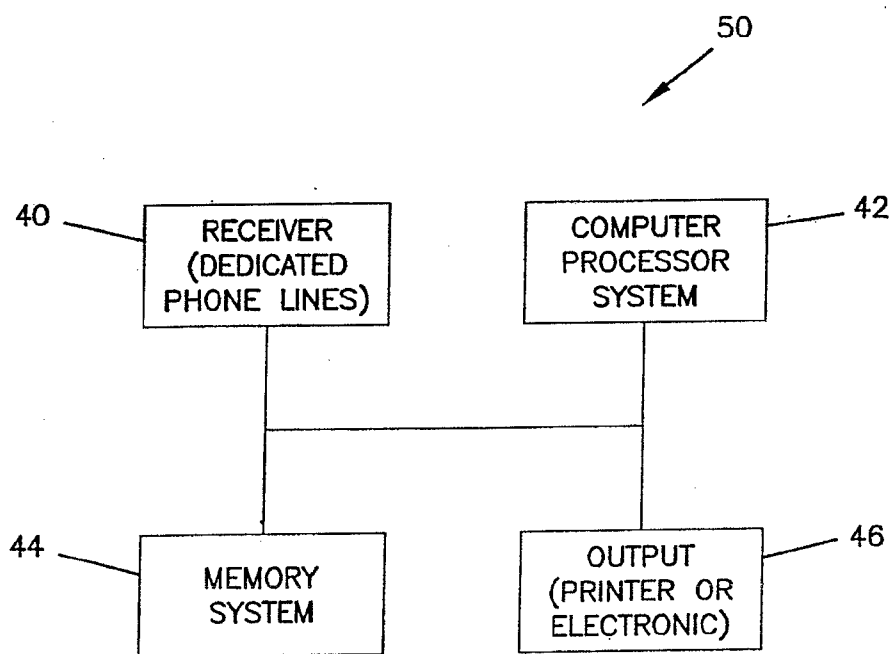 50
40
RECEIVER
(DEDICATED
PHONE LINES)
COMPUTER
PROCESSOR
SYSTEM
42
44
MEMORY
SYSTEM
OUTPUT
(PRINTER OR
ELECTRONIC)
46